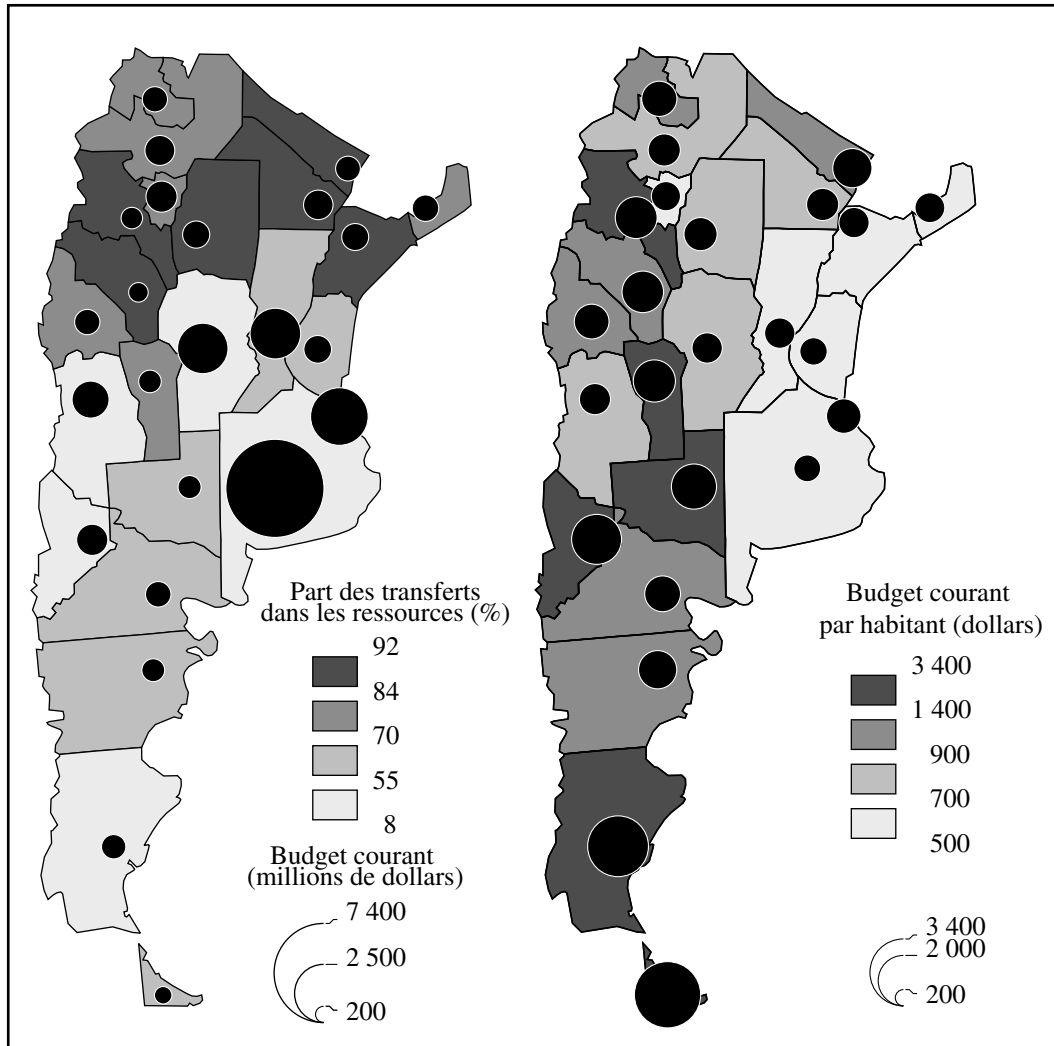 Part des transferts
dans les ressources (%)
92
84
70
55
8
Budget courant
(millions de dollars)
7 400
2 500
200
Budget courant
par habitant (dollars)
3 400
1 400
900
700
500
3 400
2 000
200